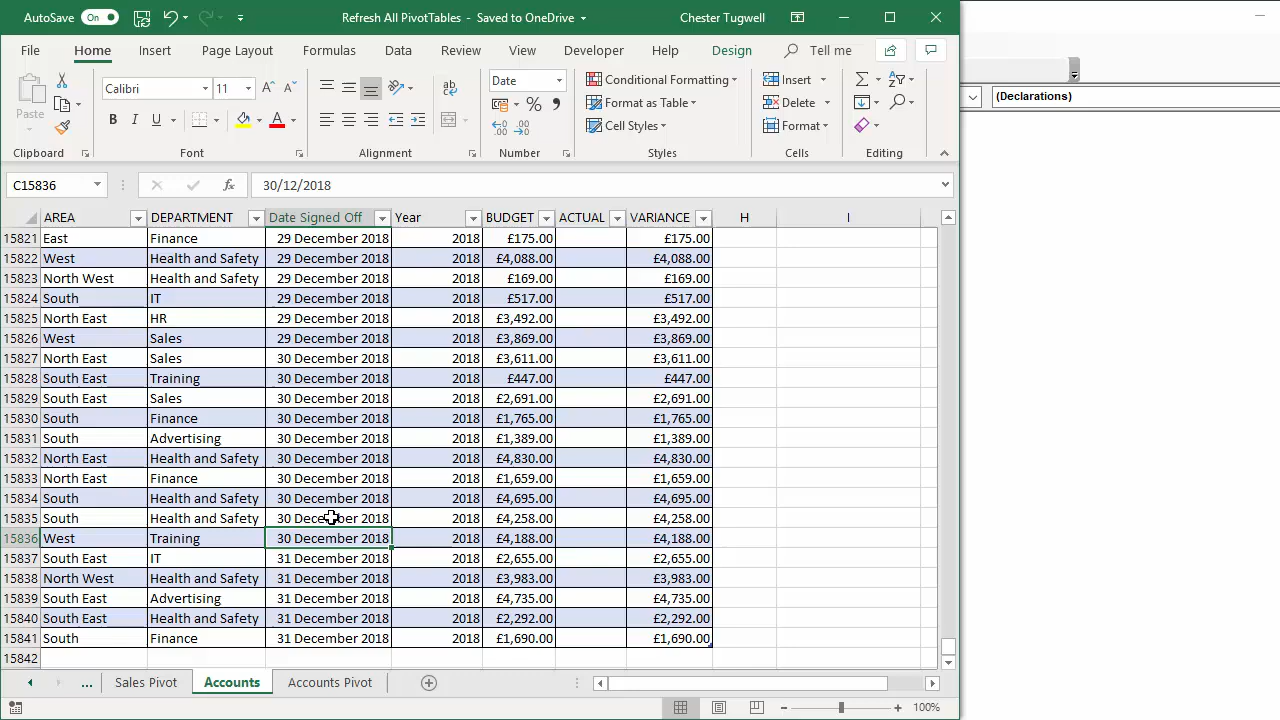 AutoSave On Refresh All PivotTables - Saved to OneDrive Chester Tugwell
File Home Insert Page Layout Formulas Data Review View Developer Help Design Tell me
Paste Calibri 11 ab c Date Conditional Formatting Insert
B I U A % Format as Table Delete
Cell Styles Format
Clipboard Font Alignment Number Styles Cells Editing
(Declarations)
C15836 fx 30/12/2018
AREA DEPARTMENT Date Signed Off Year BUDGET ACTUAL VARIANCE H I
15821 East Finance 29 December 2018 2018 £175.00 £175.00
15822 West Health and Safety 29 December 2018 2018 £4,088.00 £4,088.00
15823 North West Health and Safety 29 December 2018 2018 £169.00 £169.00
15824 South IT 29 December 2018 2018 £517.00 £517.00
15825 North East HR 29 December 2018 2018 £3,492.00 £3,492.00
15826 West Sales 29 December 2018 2018 £3,869.00 £3,869.00
15827 North East Sales 30 December 2018 2018 £3,611.00 £3,611.00
15828 South East Training 30 December 2018 2018 £447.00 £447.00
15829 South East Sales 30 December 2018 2018 £2,691.00 £2,691.00
15830 South Finance 30 December 2018 2018 £1,765.00 £1,765.00
15831 South Advertising 30 December 2018 2018 £1,389.00 £1,389.00
15832 North East Health and Safety 30 December 2018 2018 £4,830.00 £4,830.00
15833 North East Finance 30 December 2018 2018 £1,659.00 £1,659.00
15834 South Health and Safety 30 December 2018 2018 £4,695.00 £4,695.00
15835 South Health and Safety 30 December 2018 2018 £4,258.00 £4,258.00
15836 West Training 30 December 2018 2018 £4,188.00 £4,188.00
15837 South East IT 31 December 2018 2018 £2,655.00 £2,655.00
15838 North West Health and Safety 31 December 2018 2018 £3,983.00 £3,983.00
15839 South East Advertising 31 December 2018 2018 £4,735.00 £4,735.00
15840 South East Health and Safety 31 December 2018 2018 £2,292.00 £2,292.00
15841 South Finance 31 December 2018 2018 £1,690.00 £1,690.00
15842
... Sales Pivot Accounts Accounts Pivot
100%